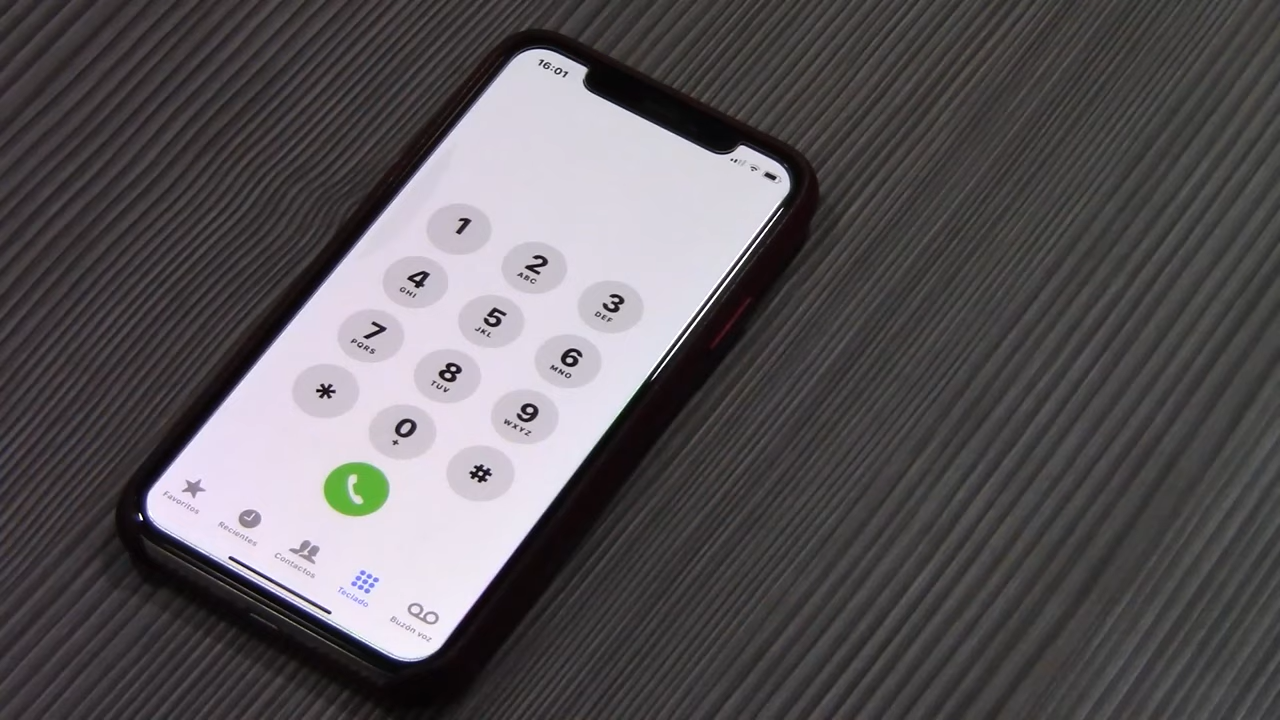 16:01
1
2
ABC
3
DEF
4
GHI
5
JKL
6
MNO
7
PQRS
8
TUV
9
WXYZ
*
0
+
#
Favoritos
Recientes
Contactos
Teclado
Buzón voz